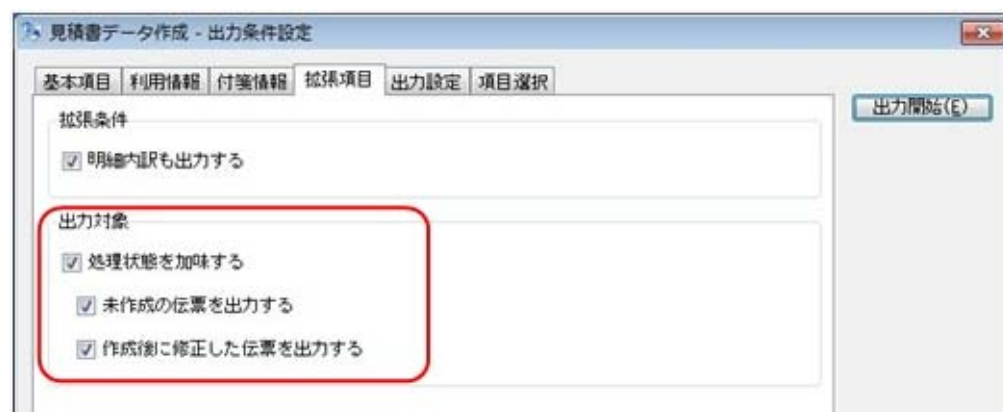 見積書データ作成 - 出力条件設定
基本項目 利用情報 付箋情報 拡張項目 出力設定 項目選択
出力開始(E)
拡張条件
明細内訳も出力する
出力対象
処理状態を加味する
未作成の伝票を出力する
作成後に修正した伝票を出力する